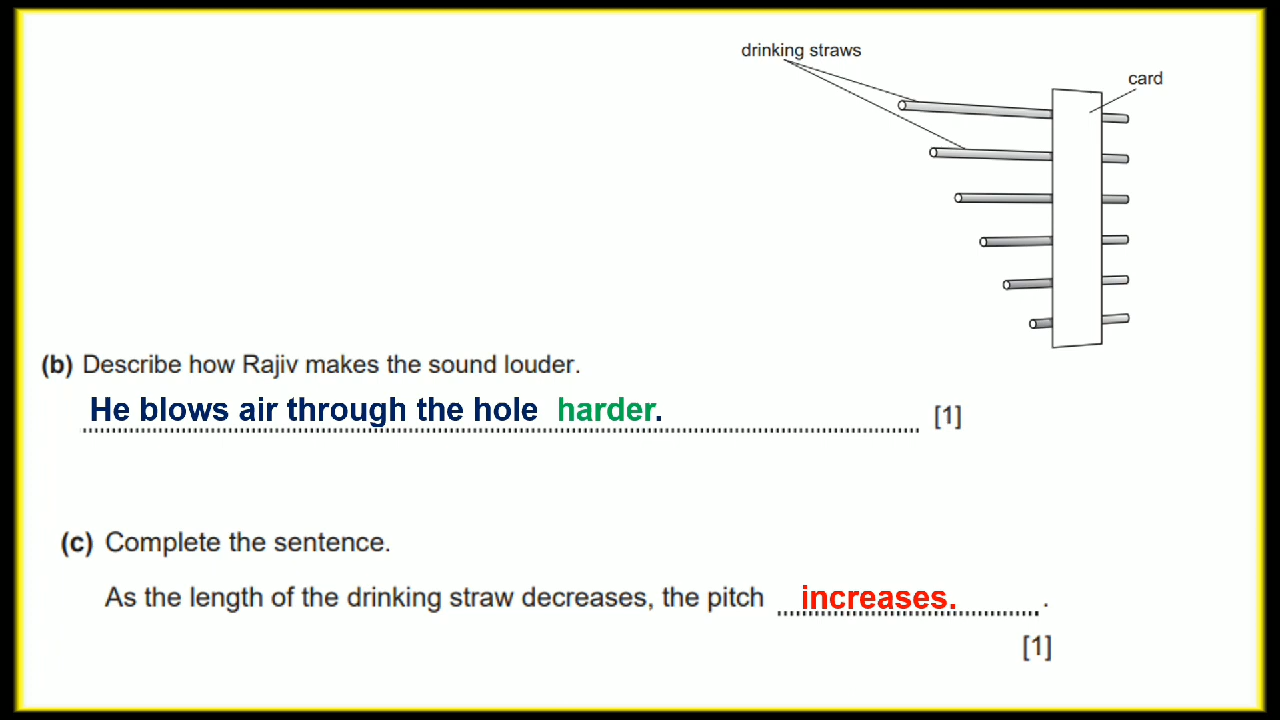 drinking straws
card
(b) Describe how Rajiv makes the sound louder.
He blows air through the hole harder.
[1]
(c) Complete the sentence.
As the length of the drinking straw decreases, the pitch increases. .
[1]